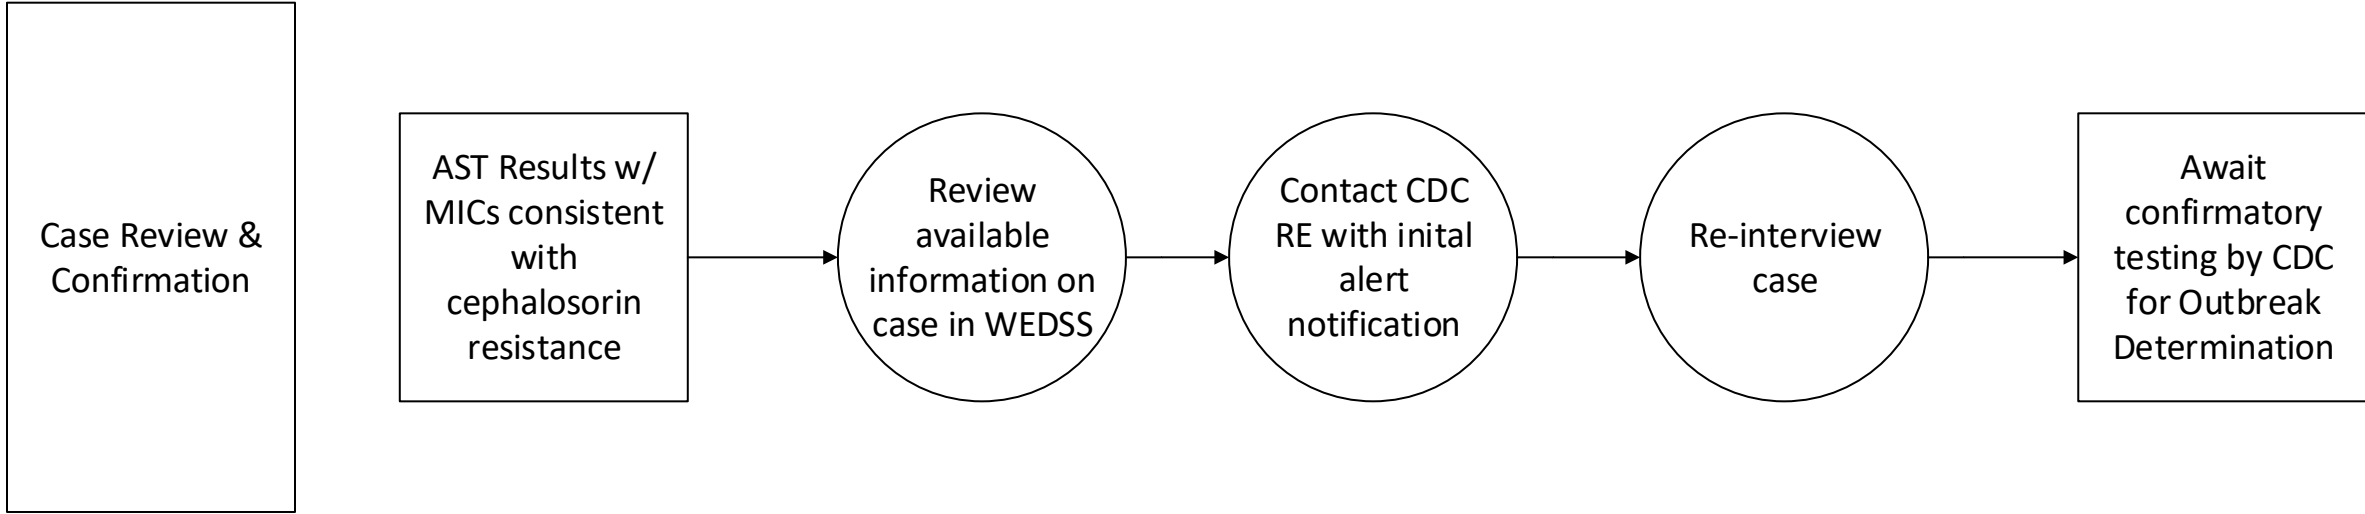 Case Review &
Confirmation
AST Results w/
MICs consistent
with
cephalosorin
resistance
Review
available
information on
case in WEDSS
Contact CDC
RE with inital
alert
notification
Re-interview
case
Await
confirmatory
testing by CDC
for Outbreak
Determination